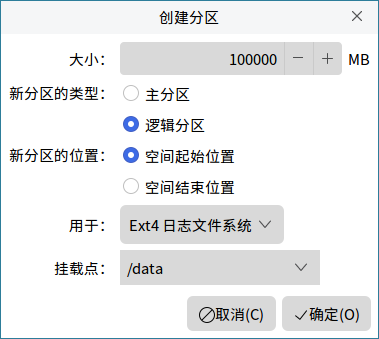 创建分区
大小： 100000 MB
新分区的类型： 主分区
逻辑分区
新分区的位置： 空间起始位置
空间结束位置
用于： Ext4 日志文件系统
挂载点： /data
取消(C) 确定(O)